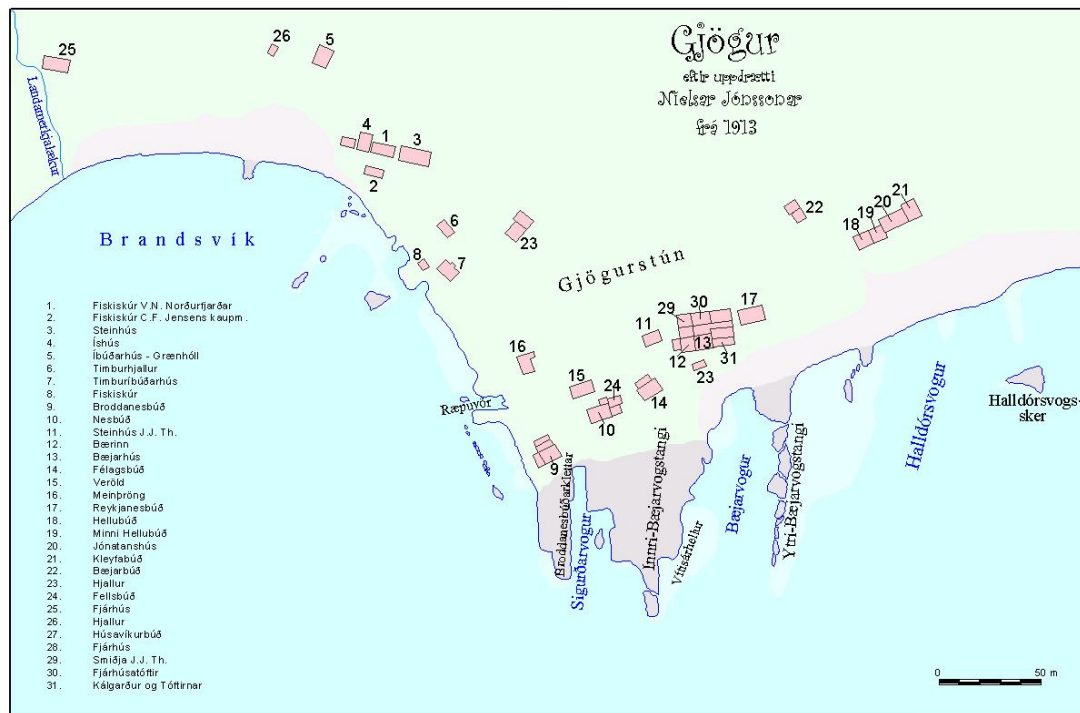 Gjögur
eftir uppdrætti
Níelsar Jónssonar
frá 1913
25
26
5
Landamerkjalækur
4
1
3
2
21
20
19
18
22
6
23
8
7
Brandsvík
Gjögurstún
29
30
17
11
12
13
31
23
16
15
24
10
14
9
Ræpuvör
Broddanesbúðarklettar
Sigurðarvogur
Innri-Bæjarvogstangi
Vítisárhellur
Bæjarvogur
Ytri-Bæjarvogstangi
Halldórsvogur
Halldórsvogs-
sker
1. Fiskiskúr V.N. Norðurfjarðar
2. Fiskiskúr C.F. Jensens kaupm.
3. Steinhús
4. Íshús
5. Íbúðarhús - Grænhóll
6. Timburhjallur
7. Timburíbúðarhús
8. Fiskiskúr
9. Broddanesbúð
10. Nesbúð
11. Steinhús J.J. Th.
12. Bærinn
13. Bæjarhús
14. Félagsbúð
15. Veröld
16. Meinþröng
17. Reykjanesbúð
18. Hellubúð
19. Minni Hellubúð
20. Jónatanshús
21. Kleyfabúð
22. Bæjarbúð
23. Hjallur
24. Fellsbúð
25. Fjárhús
26. Hjallur
27. Húsavíkurbúð
28. Fjárhús
29. Smiðja J.J. Th.
30. Fjárhúsatóftir
31. Kálgarður og Tóftirnar
0 50 m